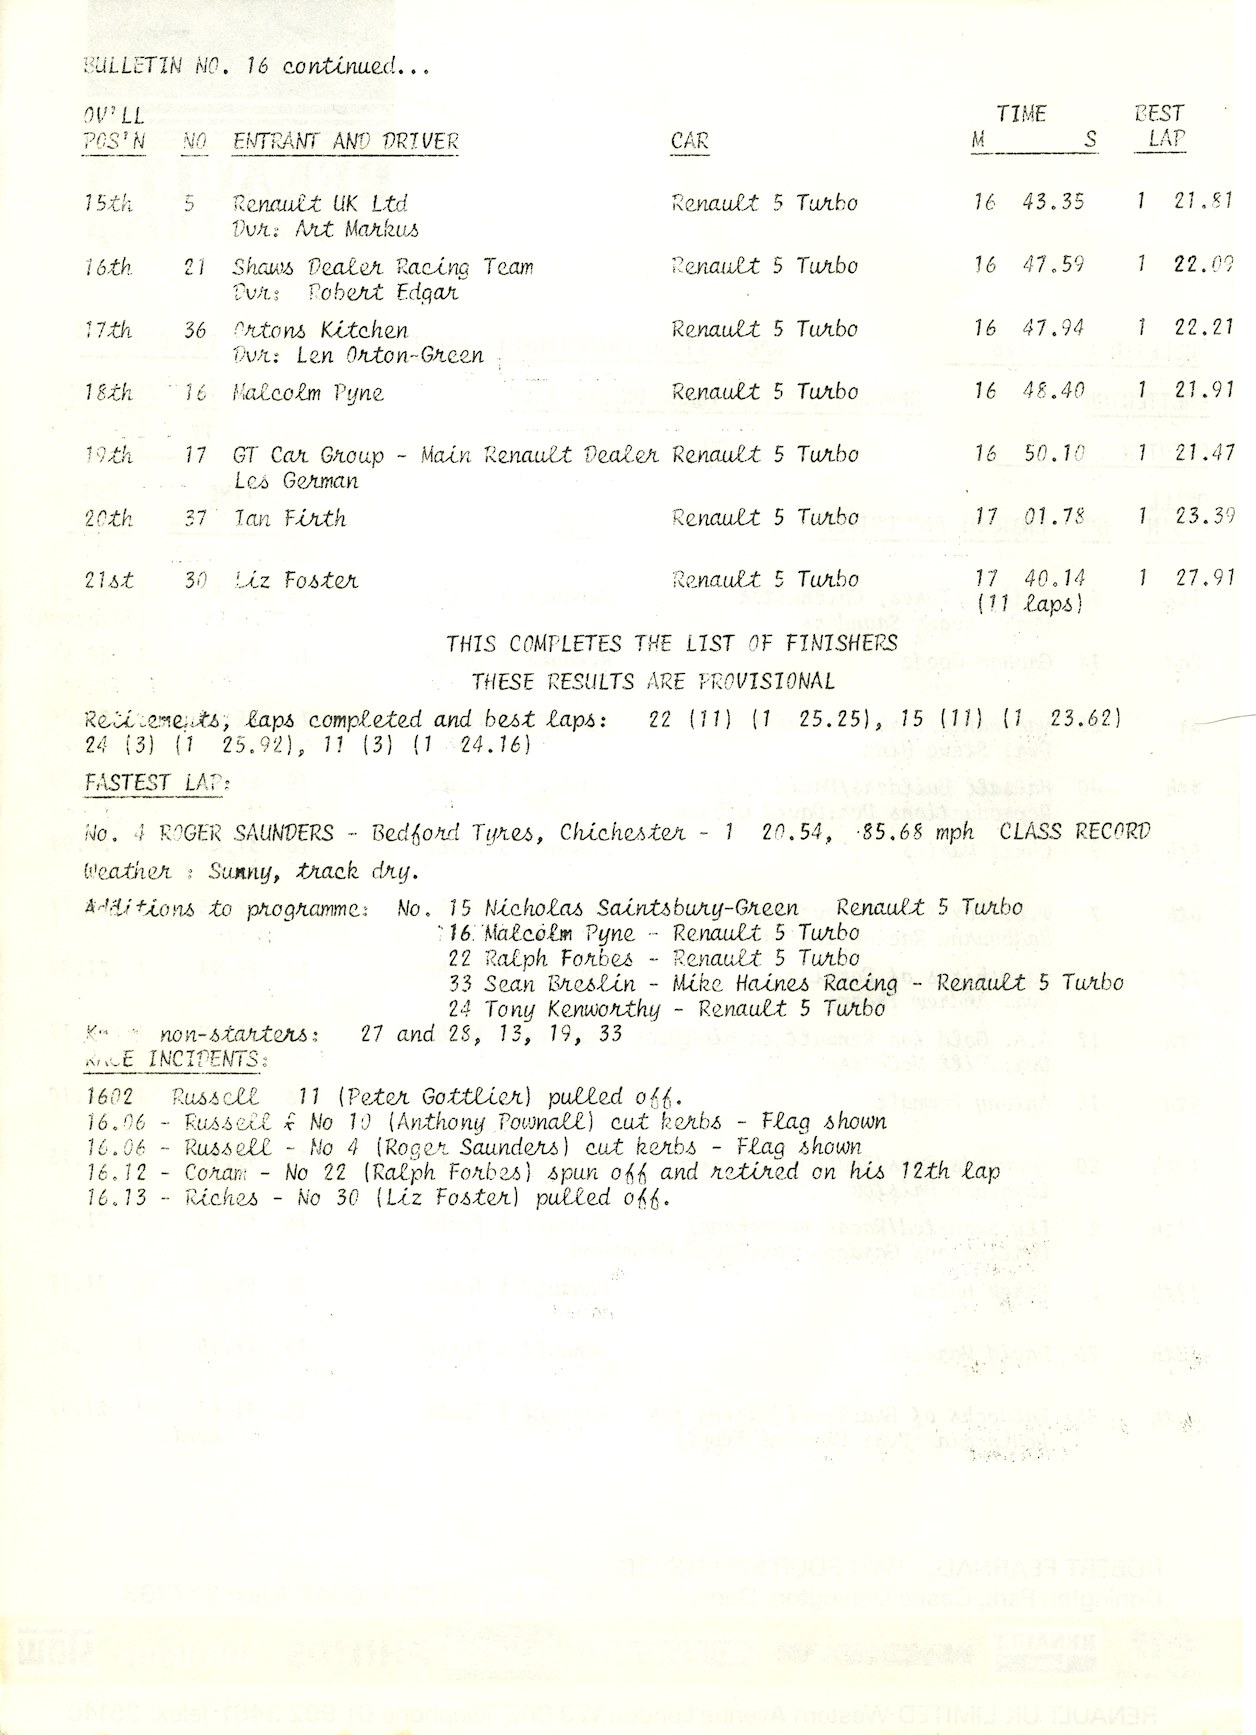 BULLETIN NO. 16 continued...
OV'LL TIME BEST
POS'N NO ENTRANT AND DRIVER CAR M S LAP
15th 5 Renault UK Ltd Renault 5 Turbo 16 43.35 1 21.81
Dvr: Art Markus
16th 21 Shaws Dealer Racing Team Renault 5 Turbo 16 47.59 1 22.09
Dvr: Robert Edgar
17th 36 Ortons Kitchen Renault 5 Turbo 16 47.94 1 22.21
Dvr: Len Orton-Green
18th 16 Malcolm Pyne Renault 5 Turbo 16 48.40 1 21.91
19th 17 GT Car Group - Main Renault Dealer Renault 5 Turbo 16 50.10 1 21.47
Les German
20th 37 Ian Firth Renault 5 Turbo 17 01.78 1 23.39
21st 30 Liz Foster Renault 5 Turbo 17 40.14 1 27.91
(11 laps)
THIS COMPLETES THE LIST OF FINISHERS
THESE RESULTS ARE PROVISIONAL
Retirements, laps completed and best laps: 22 (11) (1 25.25), 15 (11) (1 23.62)
24 (3) (1 25.92), 11 (3) (1 24.16)
FASTEST LAP:
No. 4 ROGER SAUNDERS - Bedford Tyres, Chichester - 1 20.54, 85.68 mph CLASS RECORD
Weather : Sunny, track dry.
Additions to programme: No. 15 Nicholas Saintsbury-Green Renault 5 Turbo
16 Malcolm Pyne - Renault 5 Turbo
22 Ralph Forbes - Renault 5 Turbo
33 Sean Breslin - Mike Haines Racing - Renault 5 Turbo
24 Tony Kenworthy - Renault 5 Turbo
non-starters: 27 and 28, 13, 19, 33
RACE INCIDENTS:
1602 Russell 11 (Peter Gottlier) pulled off.
16.06 - Russell & No 10 (Anthony Pownall) cut kerbs - Flag shown
16.06 - Russell - No 4 (Roger Saunders) cut kerbs - Flag shown
16.12 - Coram - No 22 (Ralph Forbes) spun off and retired on his 12th lap
16.13 - Riches - No 30 (Liz Foster) pulled off.